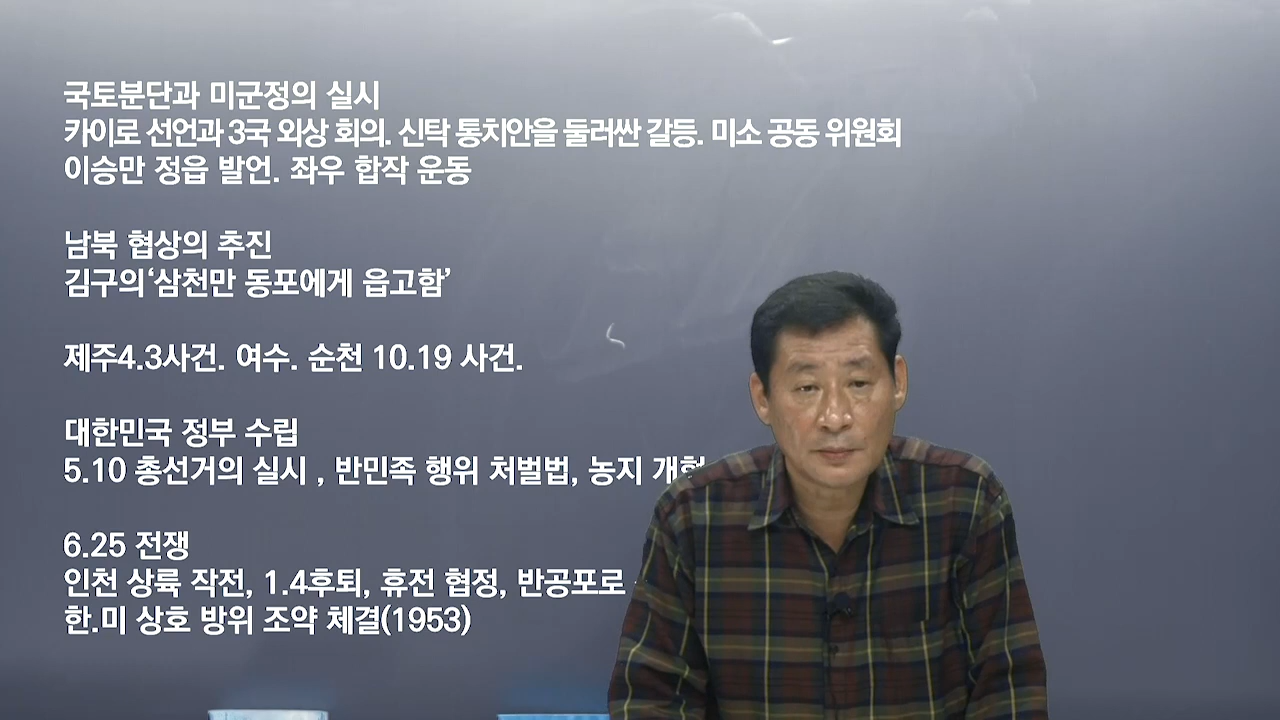 국토분단과 미군정의 실시
카이로 선언과 3국 외상 회의. 신탁 통치안을 둘러싼 갈등. 미소 공동 위원회
이승만 정읍 발언. 좌우 합작 운동
남북 협상의 추진
김구의 ‘삼천만 동포에게 읍고함’
제주4.3사건. 여수. 순천 10.19 사건.
대한민국 정부 수립
5.10 총선거의 실시 , 반민족 행위 처벌법, 농지
6.25 전쟁
인천 상륙 작전, 1.4후퇴, 휴전 협정, 반공포로
한.미 상호 방위 조약 체결(1953)